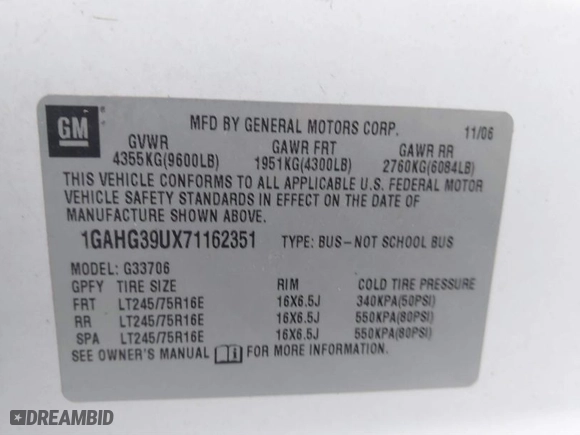 GM
MFD BY GENERAL MOTORS CORP. 11/06
GVWR GAWR FRT GAWR RR
4355KG(9600LB) 1951KG(4300LB) 2760KG(6084LB)
THIS VEHICLE CONFORMS TO ALL APPLICABLE U.S. FEDERAL MOTOR
VEHICLE SAFETY STANDARDS IN EFFECT ON THE DATE OF
MANUFACTURE SHOWN ABOVE.
1GAHG39UX71162351 TYPE: BUS-NOT SCHOOL BUS
MODEL: G33706
GPFY TIRE SIZE RIM COLD TIRE PRESSURE
FRT LT245/75R16E 16X6.5J 340KPA(50PSI)
RR LT245/75R16E 16X6.5J 550KPA(80PSI)
SPA LT245/75R16E 16X6.5J 550KPA(80PSI)
SEE OWNER'S MANUAL FOR MORE INFORMATION.
DREAMBID